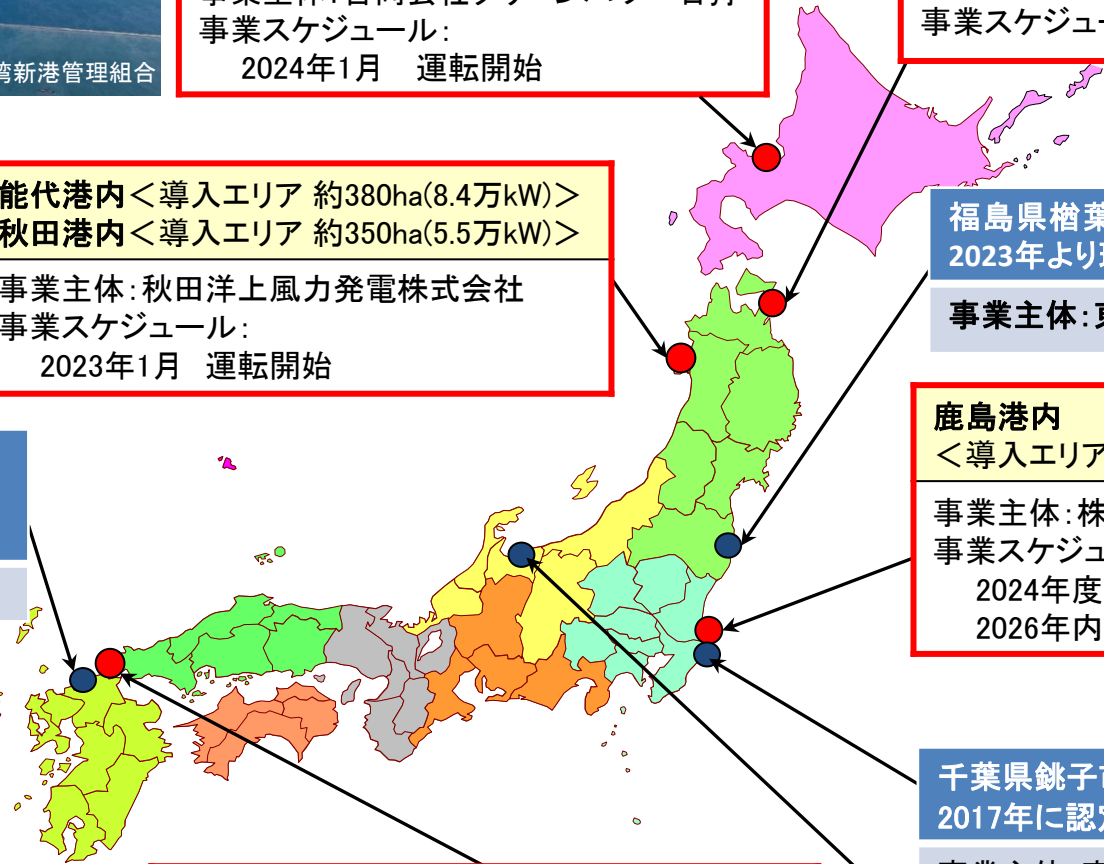 事業スケジュール：
2024年1月　運転開始
湾新港管理組合
事業スケジュー
能代港内＜導入エリア 約380ha(8.4万kW)＞
秋田港内＜導入エリア 約350ha(5.5万kW)＞
事業主体：秋田洋上風力発電株式会社
事業スケジュール：
2023年1月　運転開始
福島県楢葉
2023年より
事業主体：東
鹿島港内
＜導入エリア
事業主体：株
事業スケジュ
2024年度
2026年内
千葉県銚子市
2017年に認定